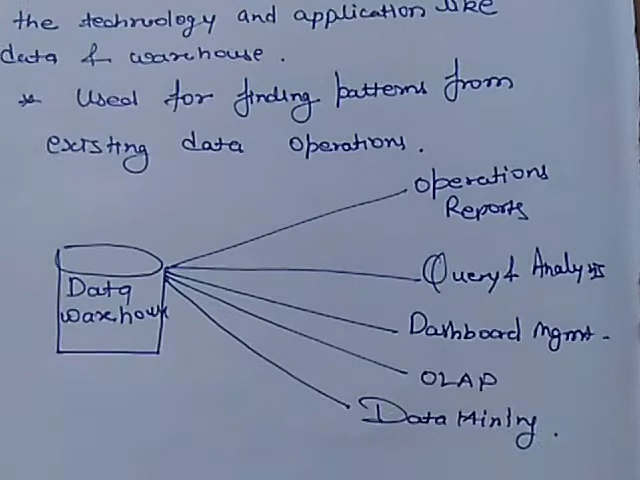 the technology and application like
data & warehouse.
* Used for finding patterns from
existing data operations.
Operations
Reports
Query & Analysis
Data
warehouse
Dashboard Mgmt.
OLAP
Data Mining.